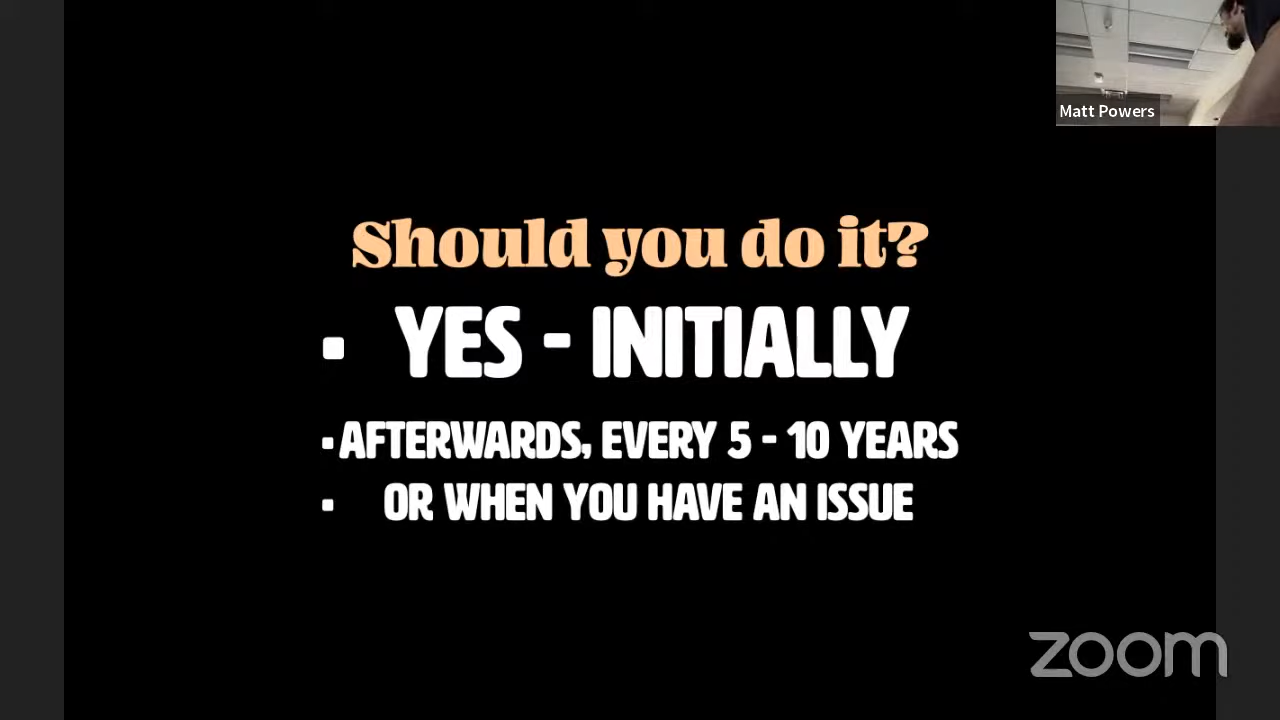 Matt Powers
Should you do it?
▪ YES - INITIALLY
▪ AFTERWARDS, EVERY 5 - 10 YEARS
▪ OR WHEN YOU HAVE AN ISSUE
zoom